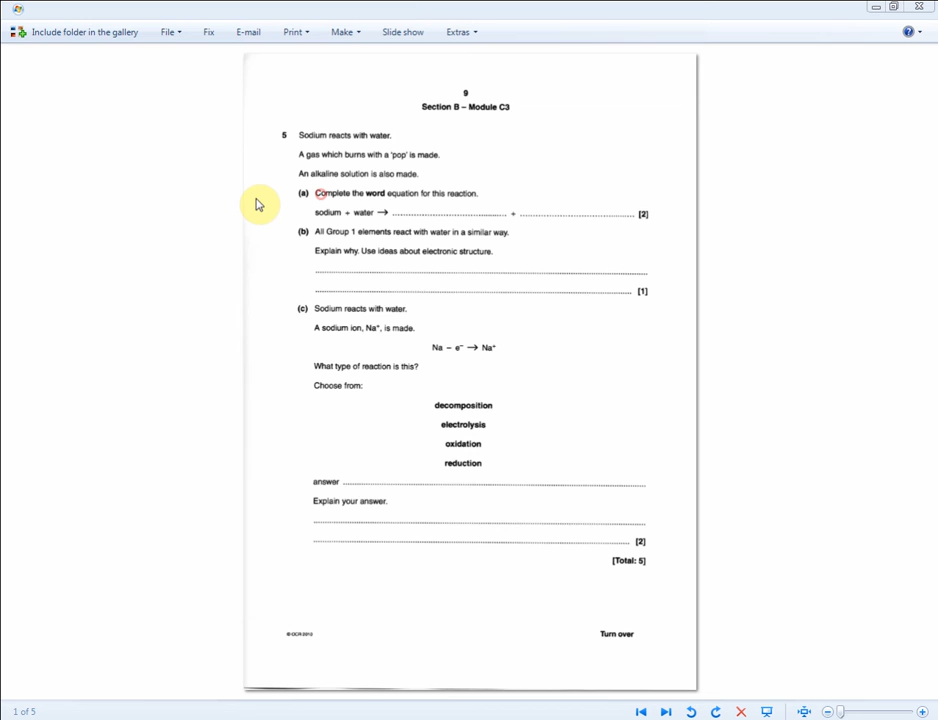 Include folder in the gallery File Fix E-mail Print Make Slide show Extras
9
Section B – Module C3
5 Sodium reacts with water.
A gas which burns with a 'pop' is made.
An alkaline solution is also made.
(a) Complete the word equation for this reaction.
sodium + water → .......................................... + .......................................... [2]
(b) All Group 1 elements react with water in a similar way.
Explain why. Use ideas about electronic structure.
..........................................................................................
.......................................................................................... [1]
(c) Sodium reacts with water.
A sodium ion, Na⁺, is made.
Na – e⁻ → Na⁺
What type of reaction is this?
Choose from:
decomposition
electrolysis
oxidation
reduction
answer ..........................................................................................
Explain your answer.
..........................................................................................
.......................................................................................... [2]
[Total: 5]
© OCR 2010 Turn over
1 of 5